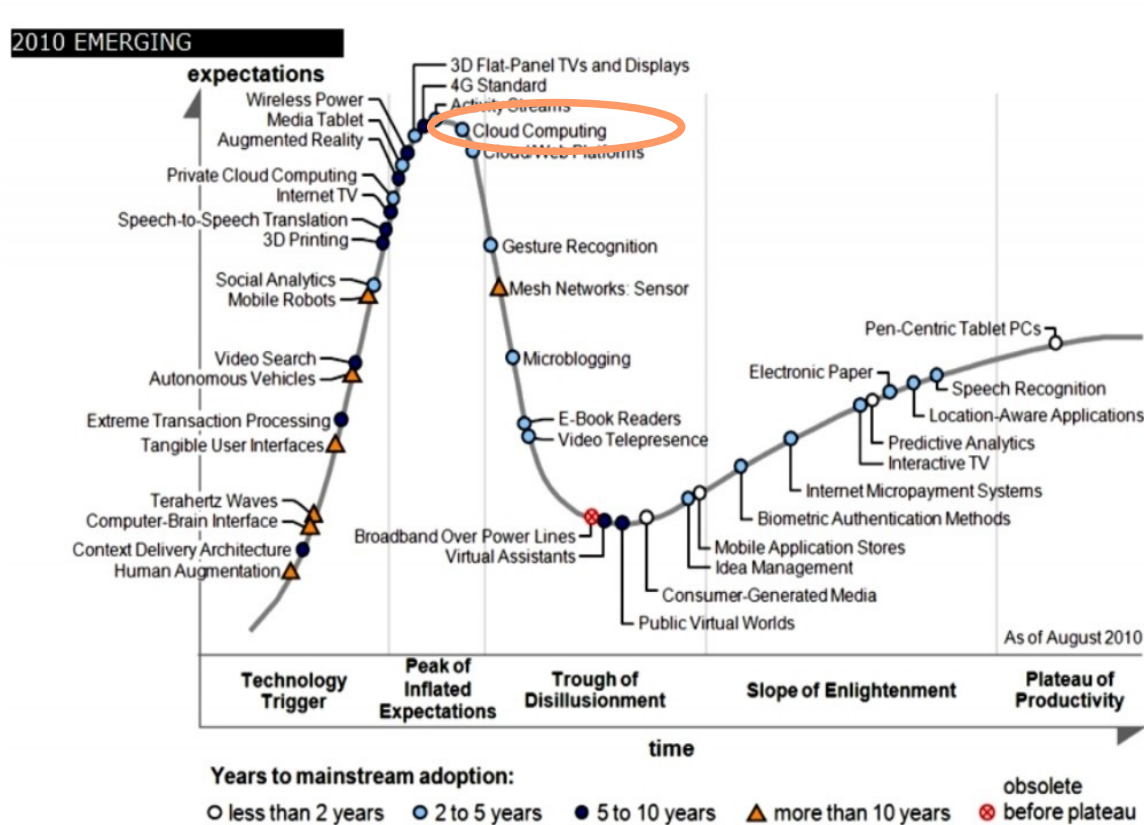 2010 EMERGING
expectations
3D Flat-Panel TVs and Displays
4G Standard
Activity Streams
Wireless Power
Media Tablet
Augmented Reality
Cloud Computing
Cloud/Web Platforms
Private Cloud Computing
Internet TV
Speech-to-Speech Translation
3D Printing
Gesture Recognition
Social Analytics
Mobile Robots
Mesh Networks: Sensor
Video Search
Autonomous Vehicles
Microblogging
Extreme Transaction Processing
Tangible User Interfaces
E-Book Readers
Video Telepresence
Terahertz Waves
Computer-Brain Interface
Context Delivery Architecture
Human Augmentation
Broadband Over Power Lines
Virtual Assistants
Public Virtual Worlds
Consumer-Generated Media
Idea Management
Mobile Application Stores
Biometric Authentication Methods
Internet Micropayment Systems
Interactive TV
Predictive Analytics
Electronic Paper
Location-Aware Applications
Speech Recognition
Pen-Centric Tablet PCs
As of August 2010
Technology
Trigger
Peak of
Inflated
Expectations
Trough of
Disillusionment
Slope of Enlightenment
Plateau of
Productivity
time
Years to mainstream adoption:
less than 2 years
2 to 5 years
5 to 10 years
more than 10 years
obsolete
before plateau